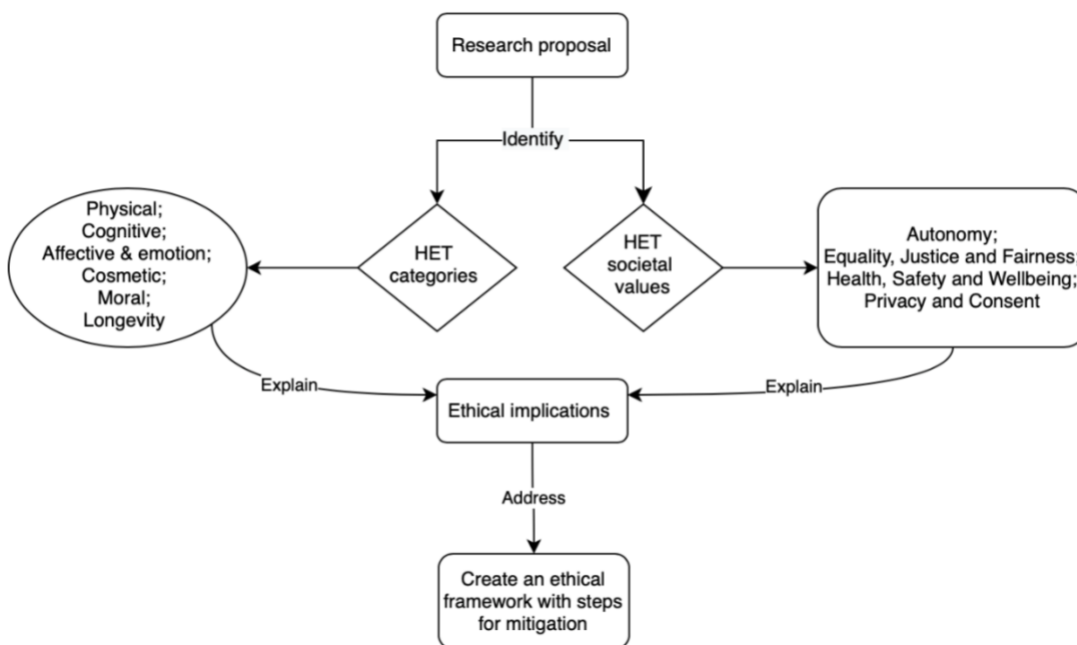 Research proposal
Identify
HET
categories
HET
societal
values
Physical;
Cognitive;
Affective & emotion;
Cosmetic;
Moral;
Longevity
Autonomy;
Equality, Justice and Fairness;
Health, Safety and Wellbeing;
Privacy and Consent
Explain
Explain
Ethical implications
Address
Create an ethical
framework with steps
for mitigation